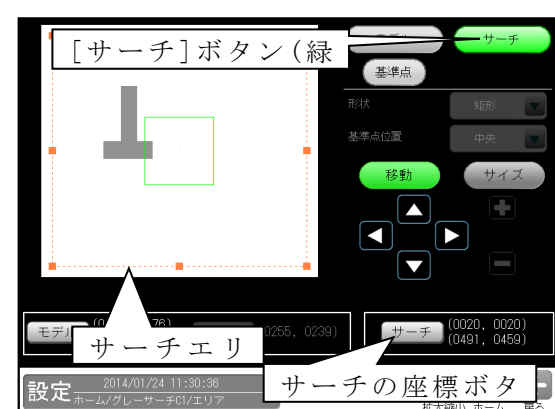 [サーチ]ボタン(緑
サーチ
基準点
形状
矩形
基準点位置
中央
移動
サイズ
モデル
0255, 0239)
サーチ
(0020, 0020)
(0491, 0459)
サーチエリ
サーチの座標ボタ
設定
2014/01/24 11:30:36
ホーム/グレーサーチC1/エリア